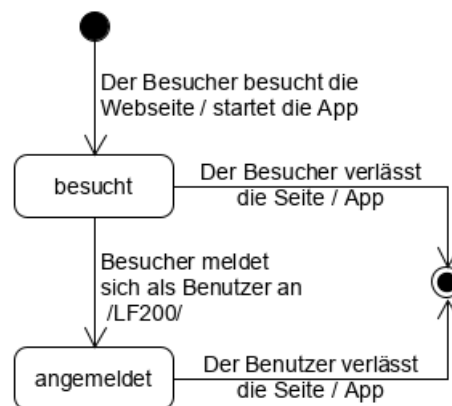 Der Besucher besucht die
Webseite / startet die App
besucht
Der Besucher verlässt
die Seite / App
Besucher meldet
sich als Benutzer an
/LF200/
angemeldet
Der Benutzer verlässt
die Seite / App